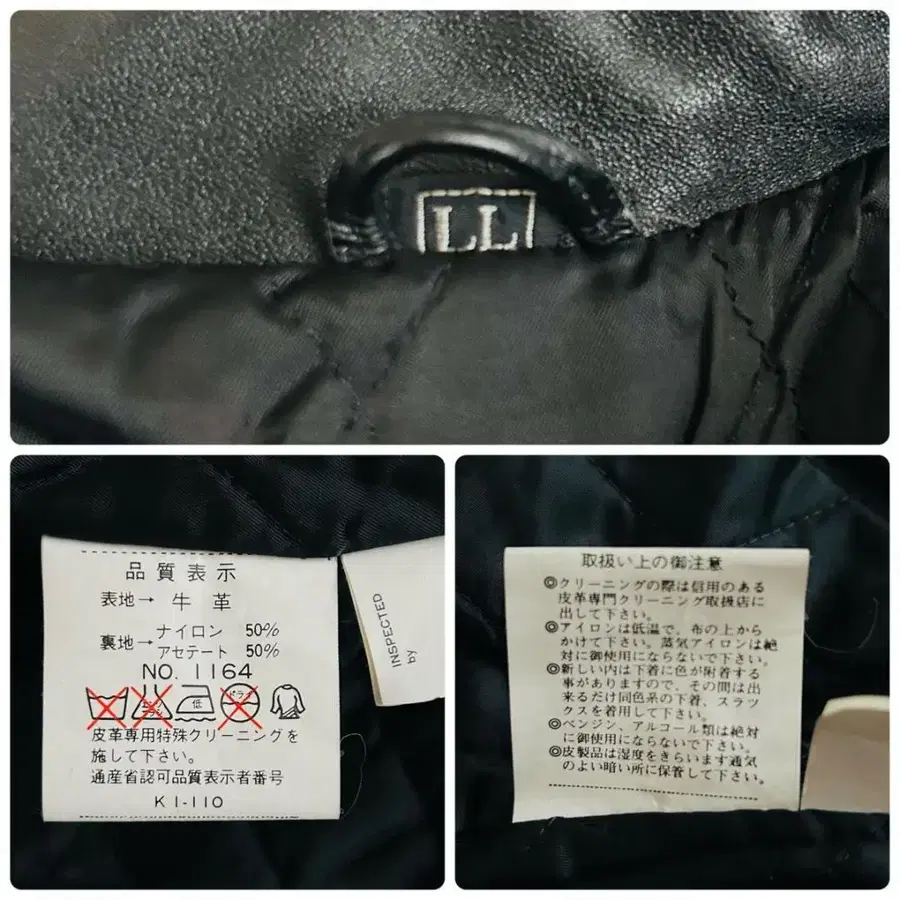 LL
品質表示
表地→ 牛革
裏地→ ナイロン 50%
アセテート 50%
NO. 1164
低
ドライ
皮革専用特殊クリーニングを
施して下さい。
通産省認可品質表示者番号
KI-110
INSPECTED
by
取扱い上の御注意
◎クリーニングの際は信用のある
皮革専門クリーニング取扱店に
出して下さい。
◎アイロンは低温で、布の上から
かけて下さい。蒸気アイロンは絶
対に御使用にならないで下さい。
◎新しい内は下着に色が附着する
事がありますので、その間は出
来るだけ同色系の下着、スラッ
クスを着用して下さい。
◎ベンジン、アルコール類は絶対
に御使用にならないで下さい。
◎皮製品は湿度をきらいます通気
のよい暗い所に保管して下さい。